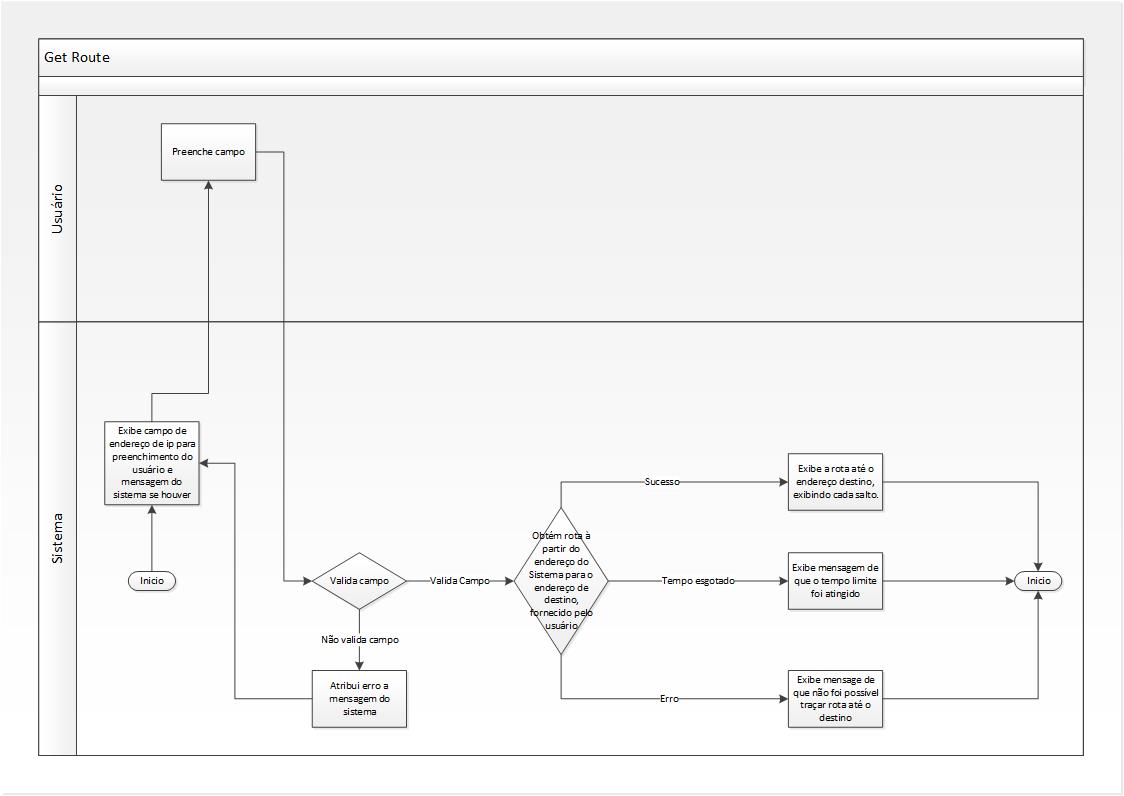 Get Route
Usuário
Preenche campo
Sistema
Exibe campo de
endereço de ip para
preenchimento do
usuário e
mensagem do
sistema se houver
Inicio
Valida campo
Valida Campo
Não valida campo
Atribui erro a
mensagem do
sistema
Obtém rota à
partir do
endereço do
Sistema para o
endereço de
destino,
fornecido pelo
usuário
Sucesso
Exibe a rota até o
endereço destino,
exibindo cada salto.
Tempo esgotado
Exibe mensagem de
que o tempo limite
foi atingido
Erro
Exibe mensage de
que não foi possível
traçar rota até o
destino
Inicio